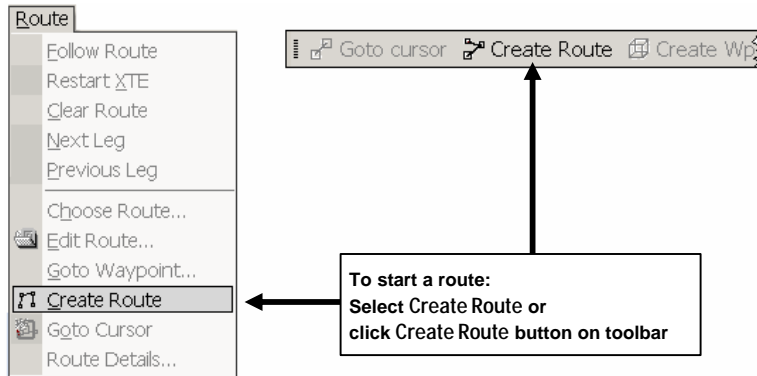 Route
Follow Route
Restart XTE
Clear Route
Next Leg
Previous Leg
Choose Route...
Edit Route...
Goto Waypoint...
Create Route
Goto Cursor
Route Details...
Goto cursor Create Route Create Wp
To start a route:
Select Create Route or
click Create Route button on toolbar